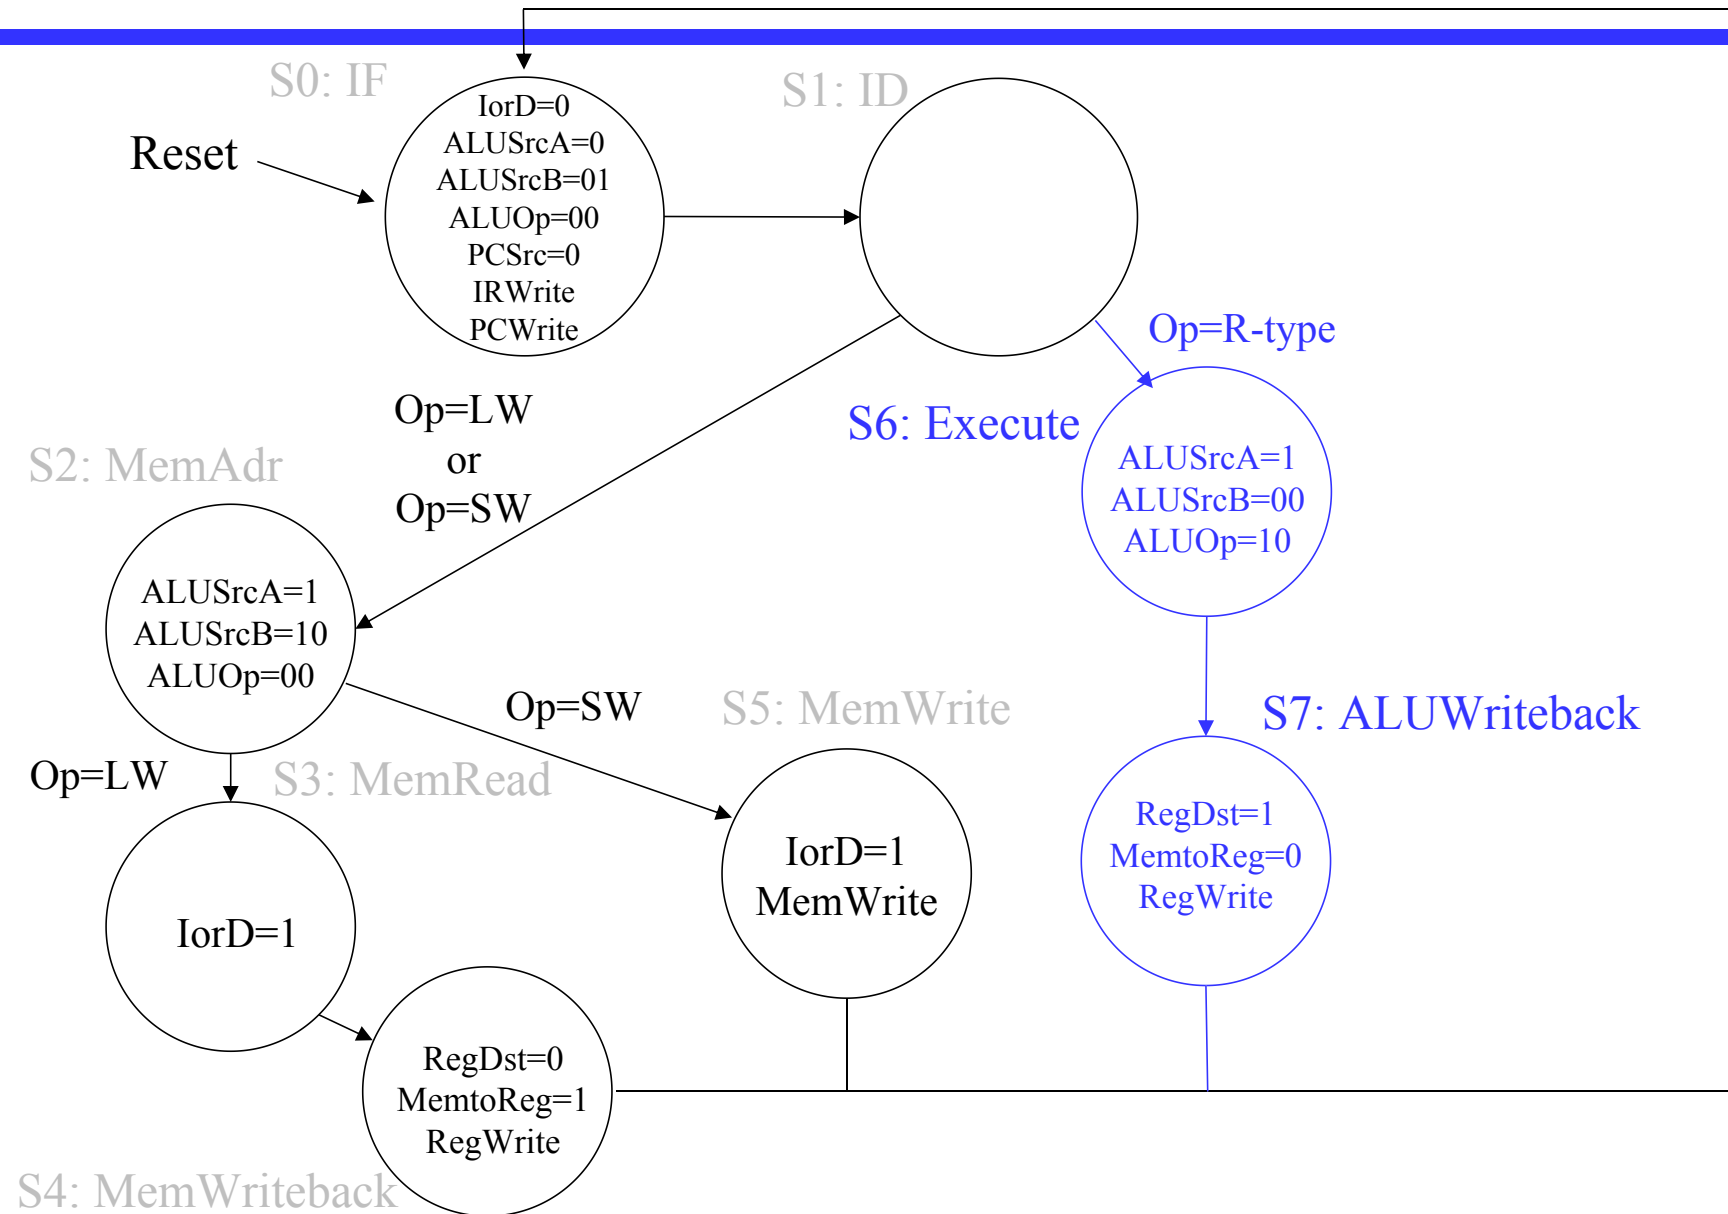 S0: IF
S1: ID
IorD=0
ALUSrcA=0
ALUSrcB=01
ALUOp=00
PCSrc=0
IRWrite
PCWrite
Reset
Op=R-type
Op=LW
or
Op=SW
S6: Execute
S2: MemAdr
ALUSrcA=1
ALUSrcB=00
ALUOp=10
ALUSrcA=1
ALUSrcB=10
ALUOp=00
Op=SW
S5: MemWrite
S7: ALUWriteback
Op=LW
S3: MemRead
IorD=1
MemWrite
RegDst=1
MemtoReg=0
RegWrite
IorD=1
RegDst=0
MemtoReg=1
RegWrite
S4: MemWriteback